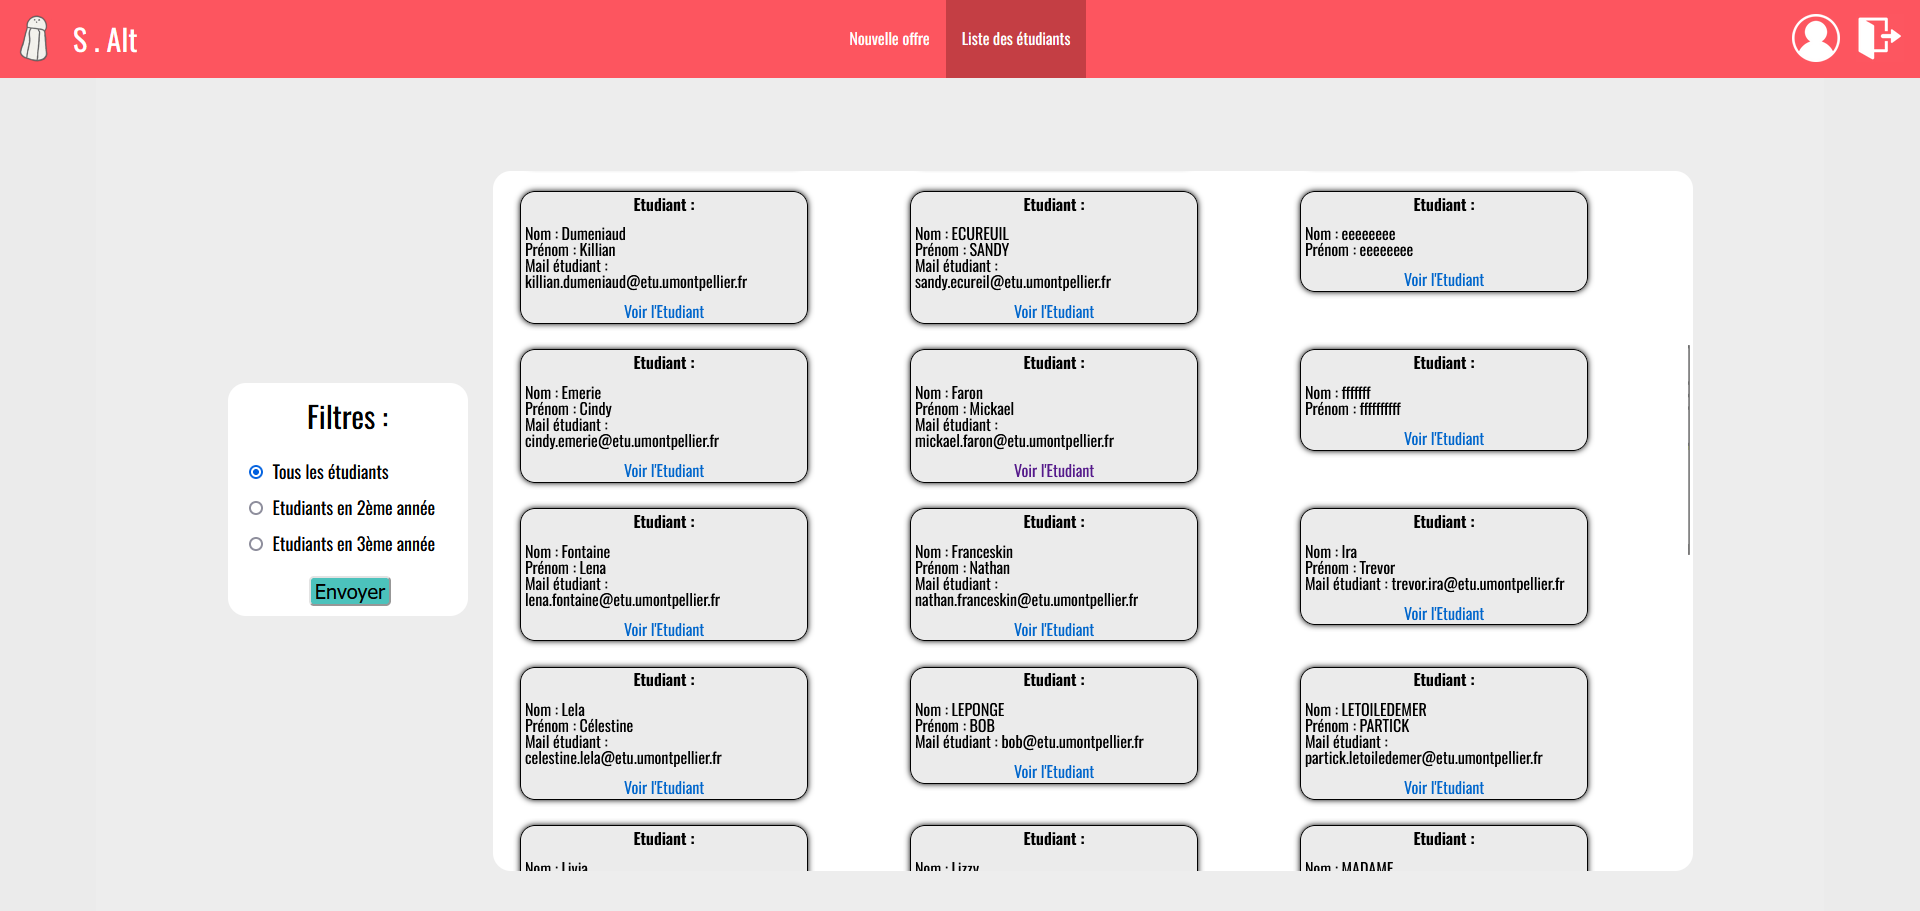 S . Alt
Nouvelle offre
Liste des étudiants
Filtres :
Tous les étudiants
Etudiants en 2ème année
Etudiants en 3ème année
Envoyer
Etudiant :
Nom : Dumeniaud
Prénom : Killian
Mail étudiant :
killian.dumeniaud@etu.umontpellier.fr
Voir l'Etudiant
Etudiant :
Nom : ECUREUIL
Prénom : SANDY
Mail étudiant :
sandy.ecureil@etu.umontpellier.fr
Voir l'Etudiant
Etudiant :
Nom : eeeeeeee
Prénom : eeeeeeee
Voir l'Etudiant
Etudiant :
Nom : Emerie
Prénom : Cindy
Mail étudiant :
cindy.emerie@etu.umontpellier.fr
Voir l'Etudiant
Etudiant :
Nom : Faron
Prénom : Mickael
Mail étudiant :
mickael.faron@etu.umontpellier.fr
Voir l'Etudiant
Etudiant :
Nom : fffffff
Prénom : ffffffffff
Voir l'Etudiant
Etudiant :
Nom : Fontaine
Prénom : Lena
Mail étudiant :
lena.fontaine@etu.umontpellier.fr
Voir l'Etudiant
Etudiant :
Nom : Franceskin
Prénom : Nathan
Mail étudiant :
nathan.franceskin@etu.umontpellier.fr
Voir l'Etudiant
Etudiant :
Nom : Ira
Prénom : Trevor
Mail étudiant : trevor.ira@etu.umontpellier.fr
Voir l'Etudiant
Etudiant :
Nom : Lela
Prénom : Célestine
Mail étudiant :
celestine.lela@etu.umontpellier.fr
Voir l'Etudiant
Etudiant :
Nom : LEPONGE
Prénom : BOB
Mail étudiant : bob@etu.umontpellier.fr
Voir l'Etudiant
Etudiant :
Nom : LETOILEDEMER
Prénom : PARTICK
Mail étudiant :
partick.letoiledemer@etu.umontpellier.fr
Voir l'Etudiant
Etudiant :
Nom : Livia
Etudiant :
Nom : Lizzy
Etudiant :
Nom : MADAME